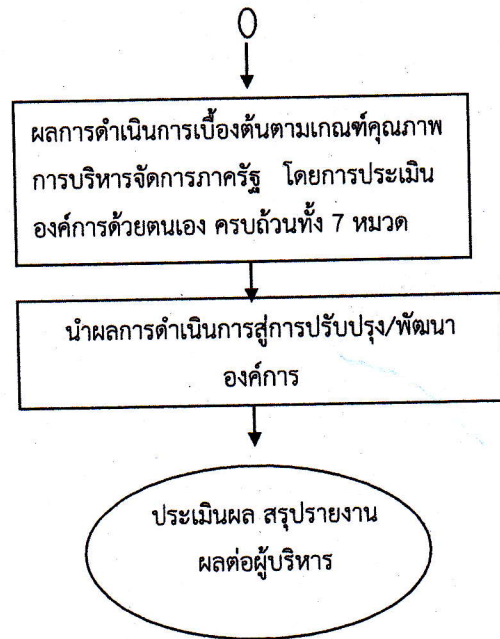 ผลการดำเนินการเบื้องต้นตามเกณฑ์คุณภาพ
การบริหารจัดการภาครัฐ โดยการประเมิน
องค์การด้วยตนเอง ครบถ้วนทั้ง 7 หมวด
นำผลการดำเนินการสู่การปรับปรุง/พัฒนา
องค์การ
ประเมินผล สรุปรายงาน
ผลต่อผู้บริหาร